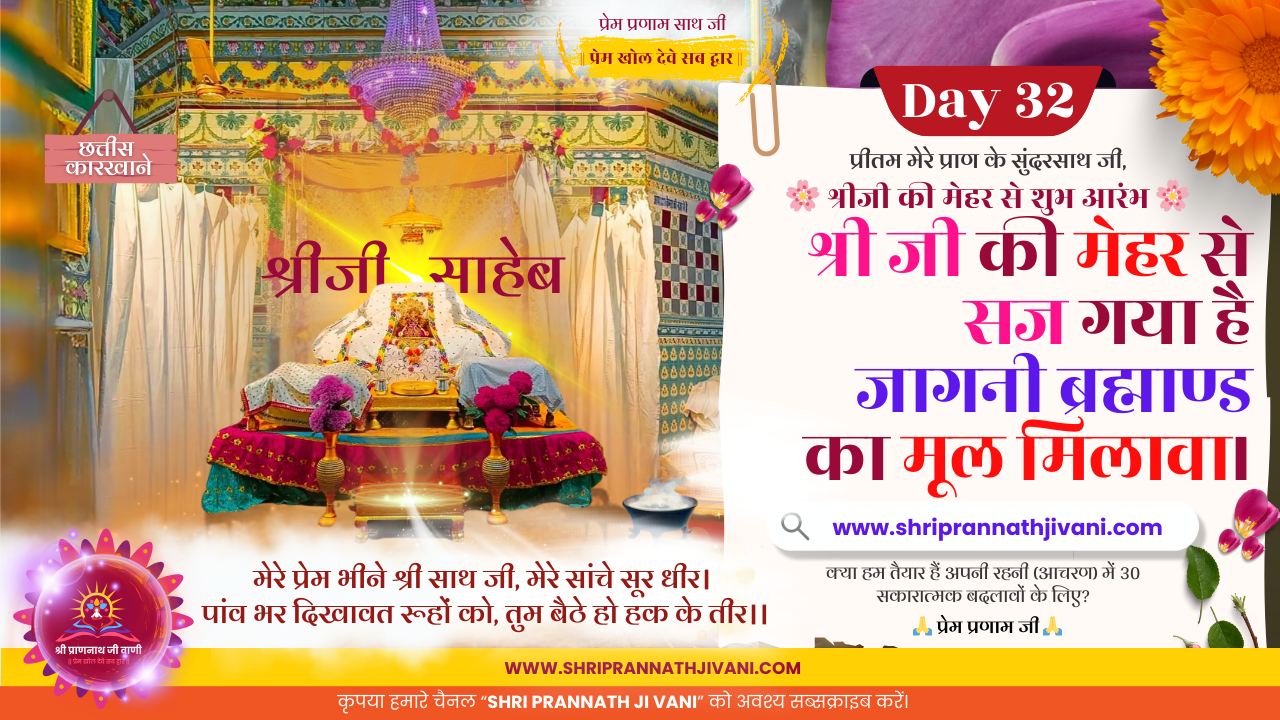 प्रेम प्रणाम साथ जी
॥ प्रेम खोल देवे सब द्वार ॥
छत्तीस
कारखाने
श्रीजी साहेब
Day 32
प्रीतम मेरे प्राण के सुंदरसाथ जी,
🌸 श्रीजी की मेहर से शुभ आरंभ 🌸
श्री जी की मेहर से
सज गया है
जागनी ब्रह्माण्ड
का मूल मिलावा।
www.shriprannathjivani.com
क्या हम तैयार हैं अपनी रहनी (आचरण) में 30
सकारात्मक बदलावों के लिए?
🙏 प्रेम प्रणाम जी🙏
मेरे प्रेम भीने श्री साथ जी, मेरे सांचे सूर धीर।
पांव भर दिखावत रूहों को, तुम बैठे हो हक के तीर।।
श्री प्राणनाथ जी वाणी
॥ प्रेम खोल देवे सब द्वार ॥
WWW.SHRIPRANNATHJIVANI.COM
कृपया हमारे चैनल “SHRI PRANNATH JI VANI” को अवश्य सब्सक्राइब करें।